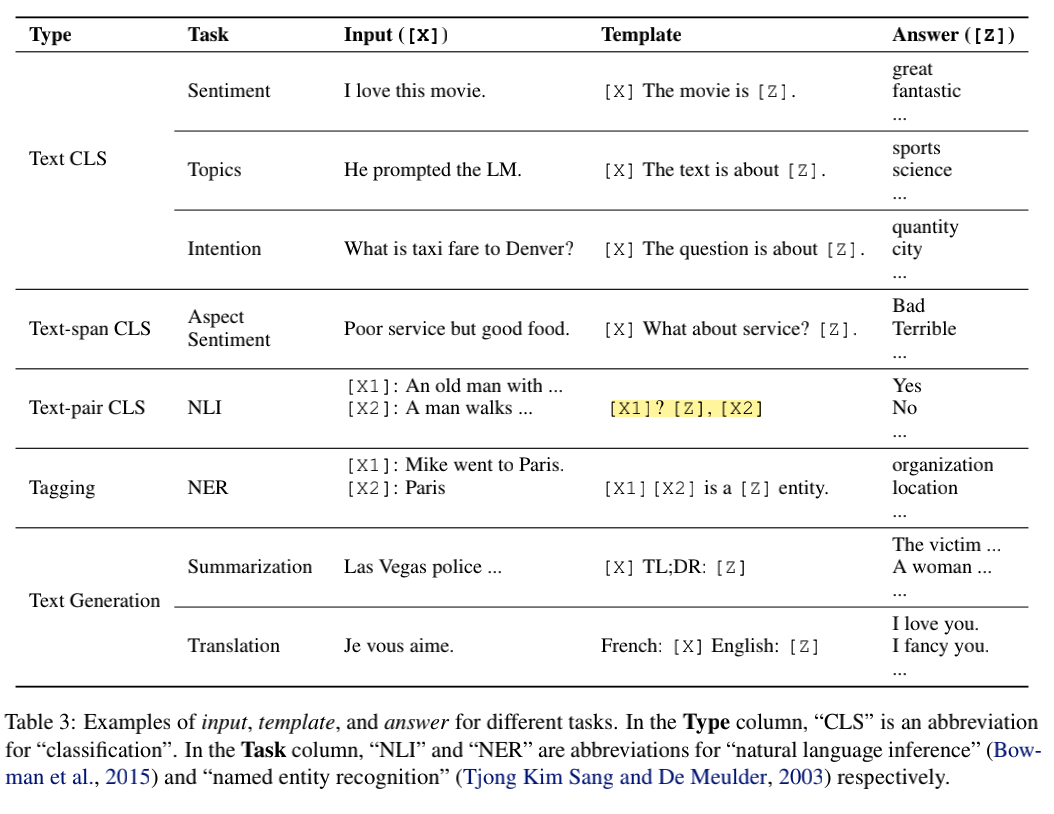 Type Task Input ([X]) Template Answer ([Z])
great
Sentiment I love this movie. [X] The movie is [Z]. fantastic
...
sports
Text CLS Topics He prompted the LM. [X] The text is about [Z]. science
...
quantity
Intention What is taxi fare to Denver? [X] The question is about [Z]. city
...
Bad
Text-span CLS Aspect Sentiment Poor service but good food. [X] What about service? [Z]. Terrible
...
[X1]: An old man with ... Yes
Text-pair CLS NLI [X2]: A man walks ... [X1]? [Z], [X2] No
...
[X1]: Mike went to Paris. organization
Tagging NER [X2]: Paris [X1][X2] is a [Z] entity. location
...
The victim ...
Text Generation Summarization Las Vegas police ... [X] TL;DR: [Z] A woman ...
...
I love you.
Translation Je vous aime. French: [X] English: [Z] I fancy you.
...
Table 3: Examples of input, template, and answer for different tasks. In the Type column, “CLS” is an abbreviation
for “classification”. In the Task column, “NLI” and “NER” are abbreviations for “natural language inference” (Bow-
man et al., 2015) and “named entity recognition” (Tjong Kim Sang and De Meulder, 2003) respectively.